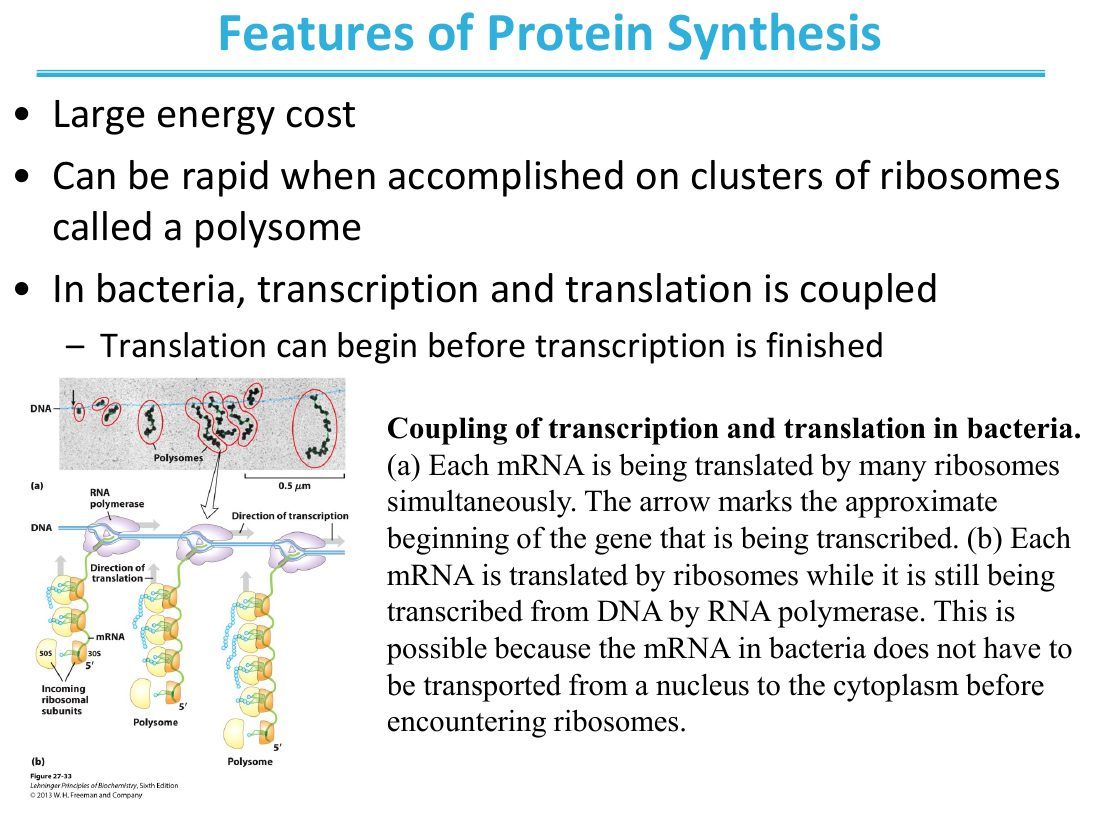 Features of Protein Synthesis
• Large energy cost
• Can be rapid when accomplished on clusters of ribosomes
called a polysome
• In bacteria, transcription and translation is coupled
– Translation can begin before transcription is finished
DNA
Polysomes
(a)
0.5 μm
RNA
polymerase
Direction of transcription
DNA
Direction of
translation
mRNA
50S
30S
5′
Incoming
ribosomal
subunits
5′
Polysome
5′
Polysome
(b)
Figure 27-33
Lehninger Principles of Biochemistry, Sixth Edition
© 2013 W. H. Freeman and Company
Coupling of transcription and translation in bacteria.
(a) Each mRNA is being translated by many ribosomes
simultaneously. The arrow marks the approximate
beginning of the gene that is being transcribed. (b) Each
mRNA is translated by ribosomes while it is still being
transcribed from DNA by RNA polymerase. This is
possible because the mRNA in bacteria does not have to
be transported from a nucleus to the cytoplasm before
encountering ribosomes.